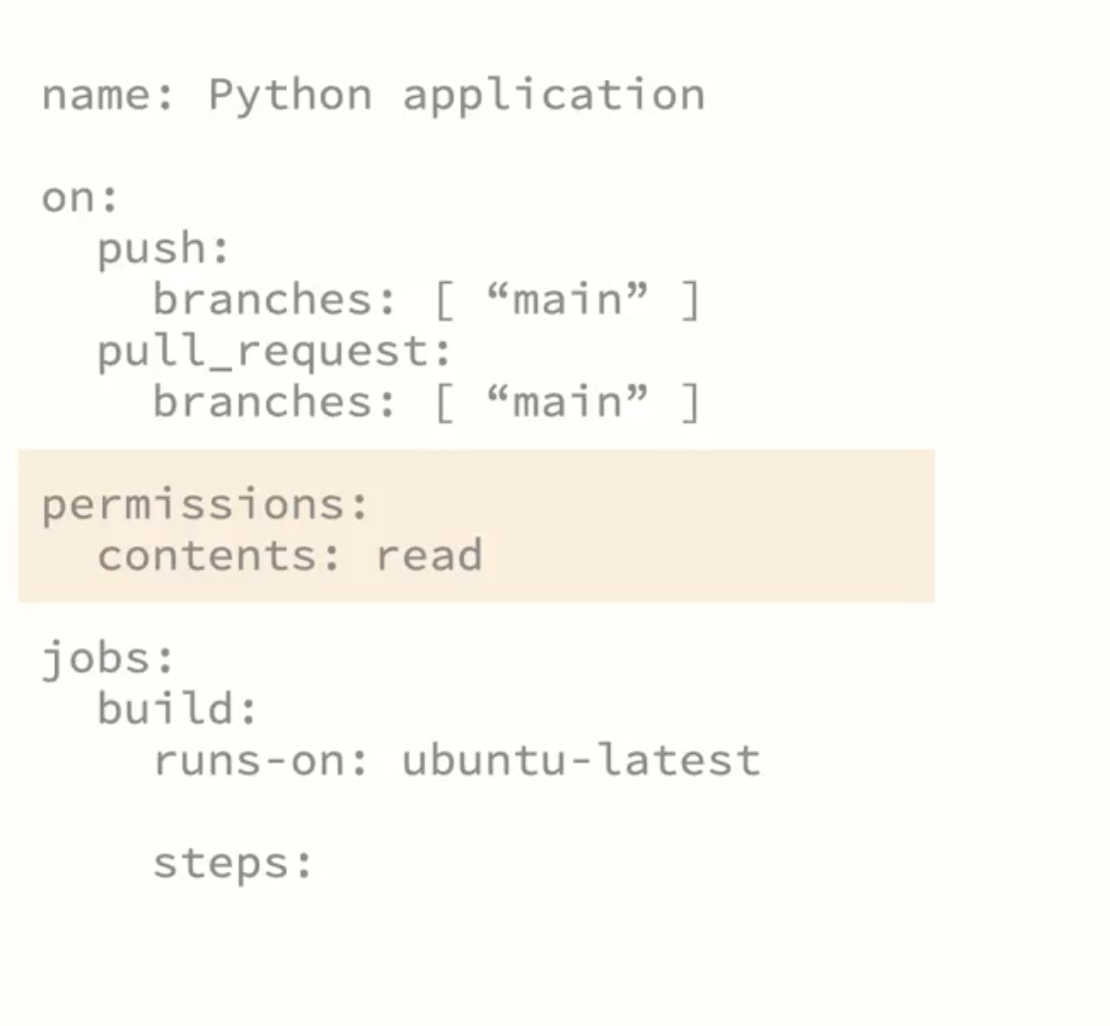 name: Python application
on:
  push:
    branches: [ “main” ]
  pull_request:
    branches: [ “main” ]
permissions:
  contents: read
jobs:
  build:
    runs-on: ubuntu-latest
    steps: